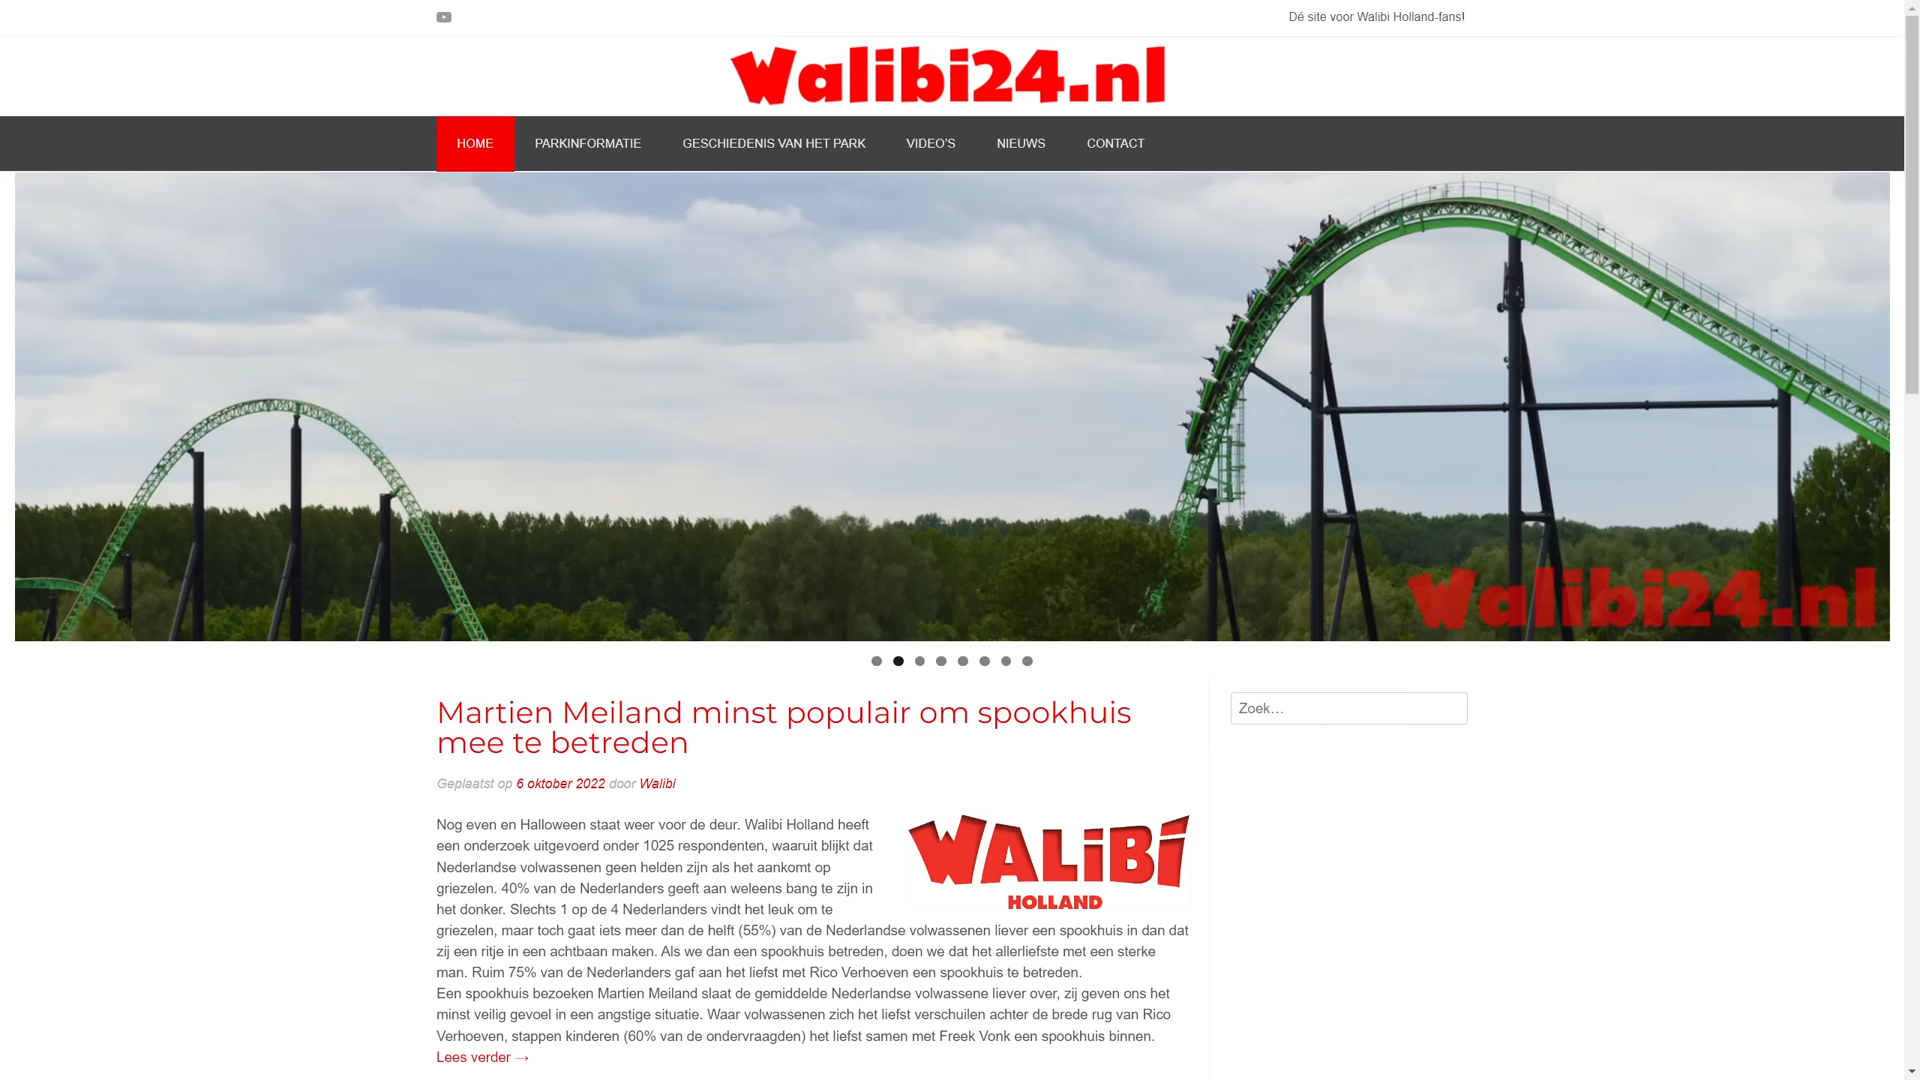 Dé site voor Walibi Holland-fans!
Walibi24.nl
HOME PARKINFORMATIE GESCHIEDENIS VAN HET PARK VIDEO'S NIEUWS CONTACT
Walibi24.nl
Martien Meiland minst populair om spookhuis
mee te betreden
Zoek…
Geplaatst op 6 oktober 2022 door Walibi
Nog even en Halloween staat weer voor de deur. Walibi Holland heeft
een onderzoek uitgevoerd onder 1025 respondenten, waaruit blijkt dat
Nederlandse volwassenen geen helden zijn als het aankomt op
griezelen. 40% van de Nederlanders geeft aan weleens bang te zijn in
het donker. Slechts 1 op de 4 Nederlanders vindt het leuk om te
WALiBi
HOLLAND
griezelen, maar toch gaat iets meer dan de helft (55%) van de Nederlandse volwassenen liever een spookhuis in dan dat
zij een ritje in een achtbaan maken. Als we dan een spookhuis betreden, doen we dat het allerliefste met een sterke
man. Ruim 75% van de Nederlanders gaf aan het liefst met Rico Verhoeven een spookhuis te betreden.
Een spookhuis bezoeken Martien Meiland slaat de gemiddelde Nederlandse volwassene liever over, zij geven ons het
minst veilig gevoel in een angstige situatie. Waar volwassenen zich het liefst verschuilen achter de brede rug van Rico
Verhoeven, stappen kinderen (60% van de ondervraagden) het liefst samen met Freek Vonk een spookhuis binnen.
Lees verder →